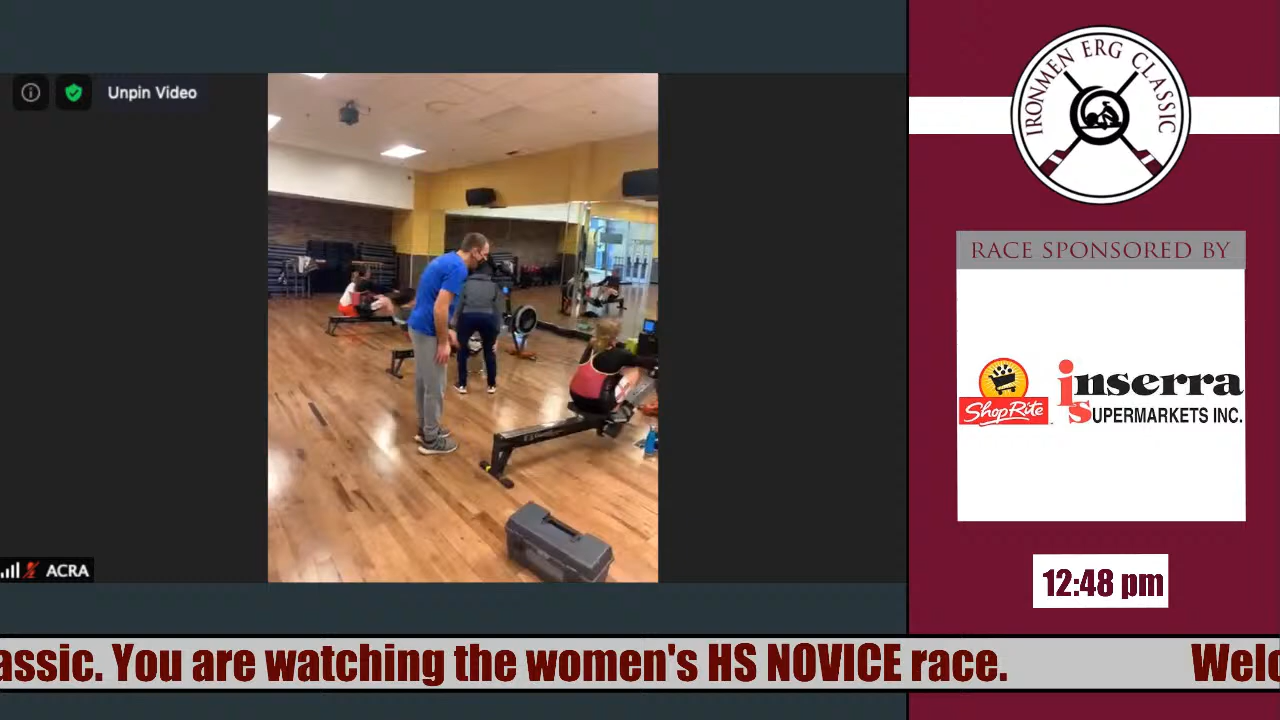 Unpin Video
ACRA
IRONMEN ERG CLASSIC
RACE SPONSORED BY
ShopRite
inserra
SUPERMARKETS INC.
12:48 pm
assic. You are watching the women's HS NOVICE race.
Welc